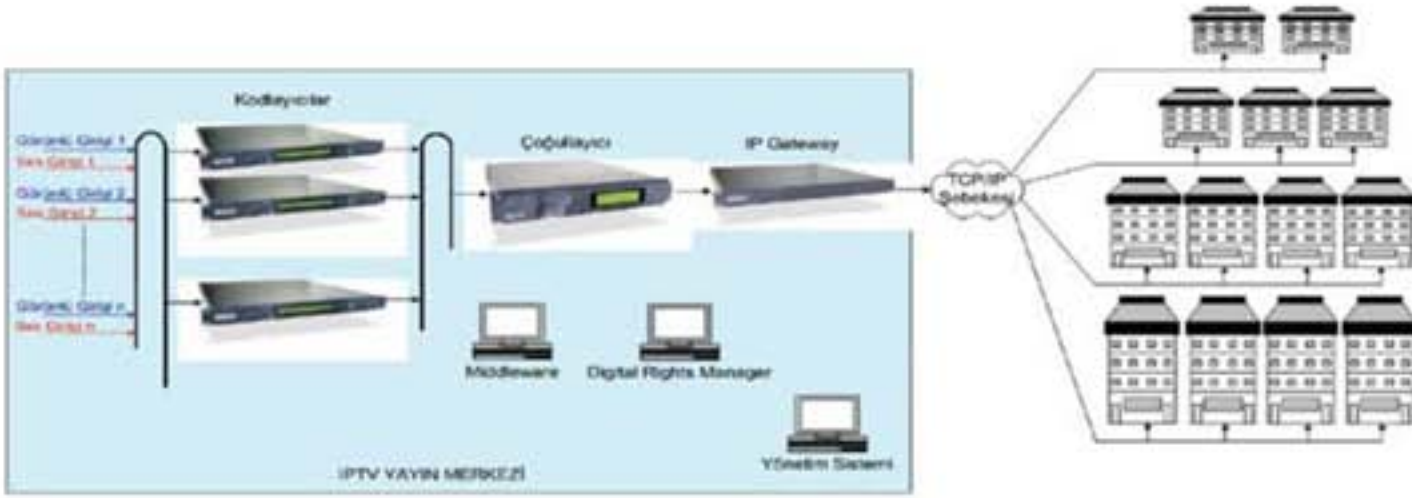 Kodlayıcılar
Görüntü Girişi 1
Ses Girişi 1
Görüntü Girişi 2
Ses Girişi 2
Görüntü Girişi n
Ses Girişi n
Çoğullayıcı
IP Gateway
TCP/IP
Şebekesi
Middleware
Digital Rights Manager
Yönetim Sistemi
IPTV YAYIN MERKEZİ